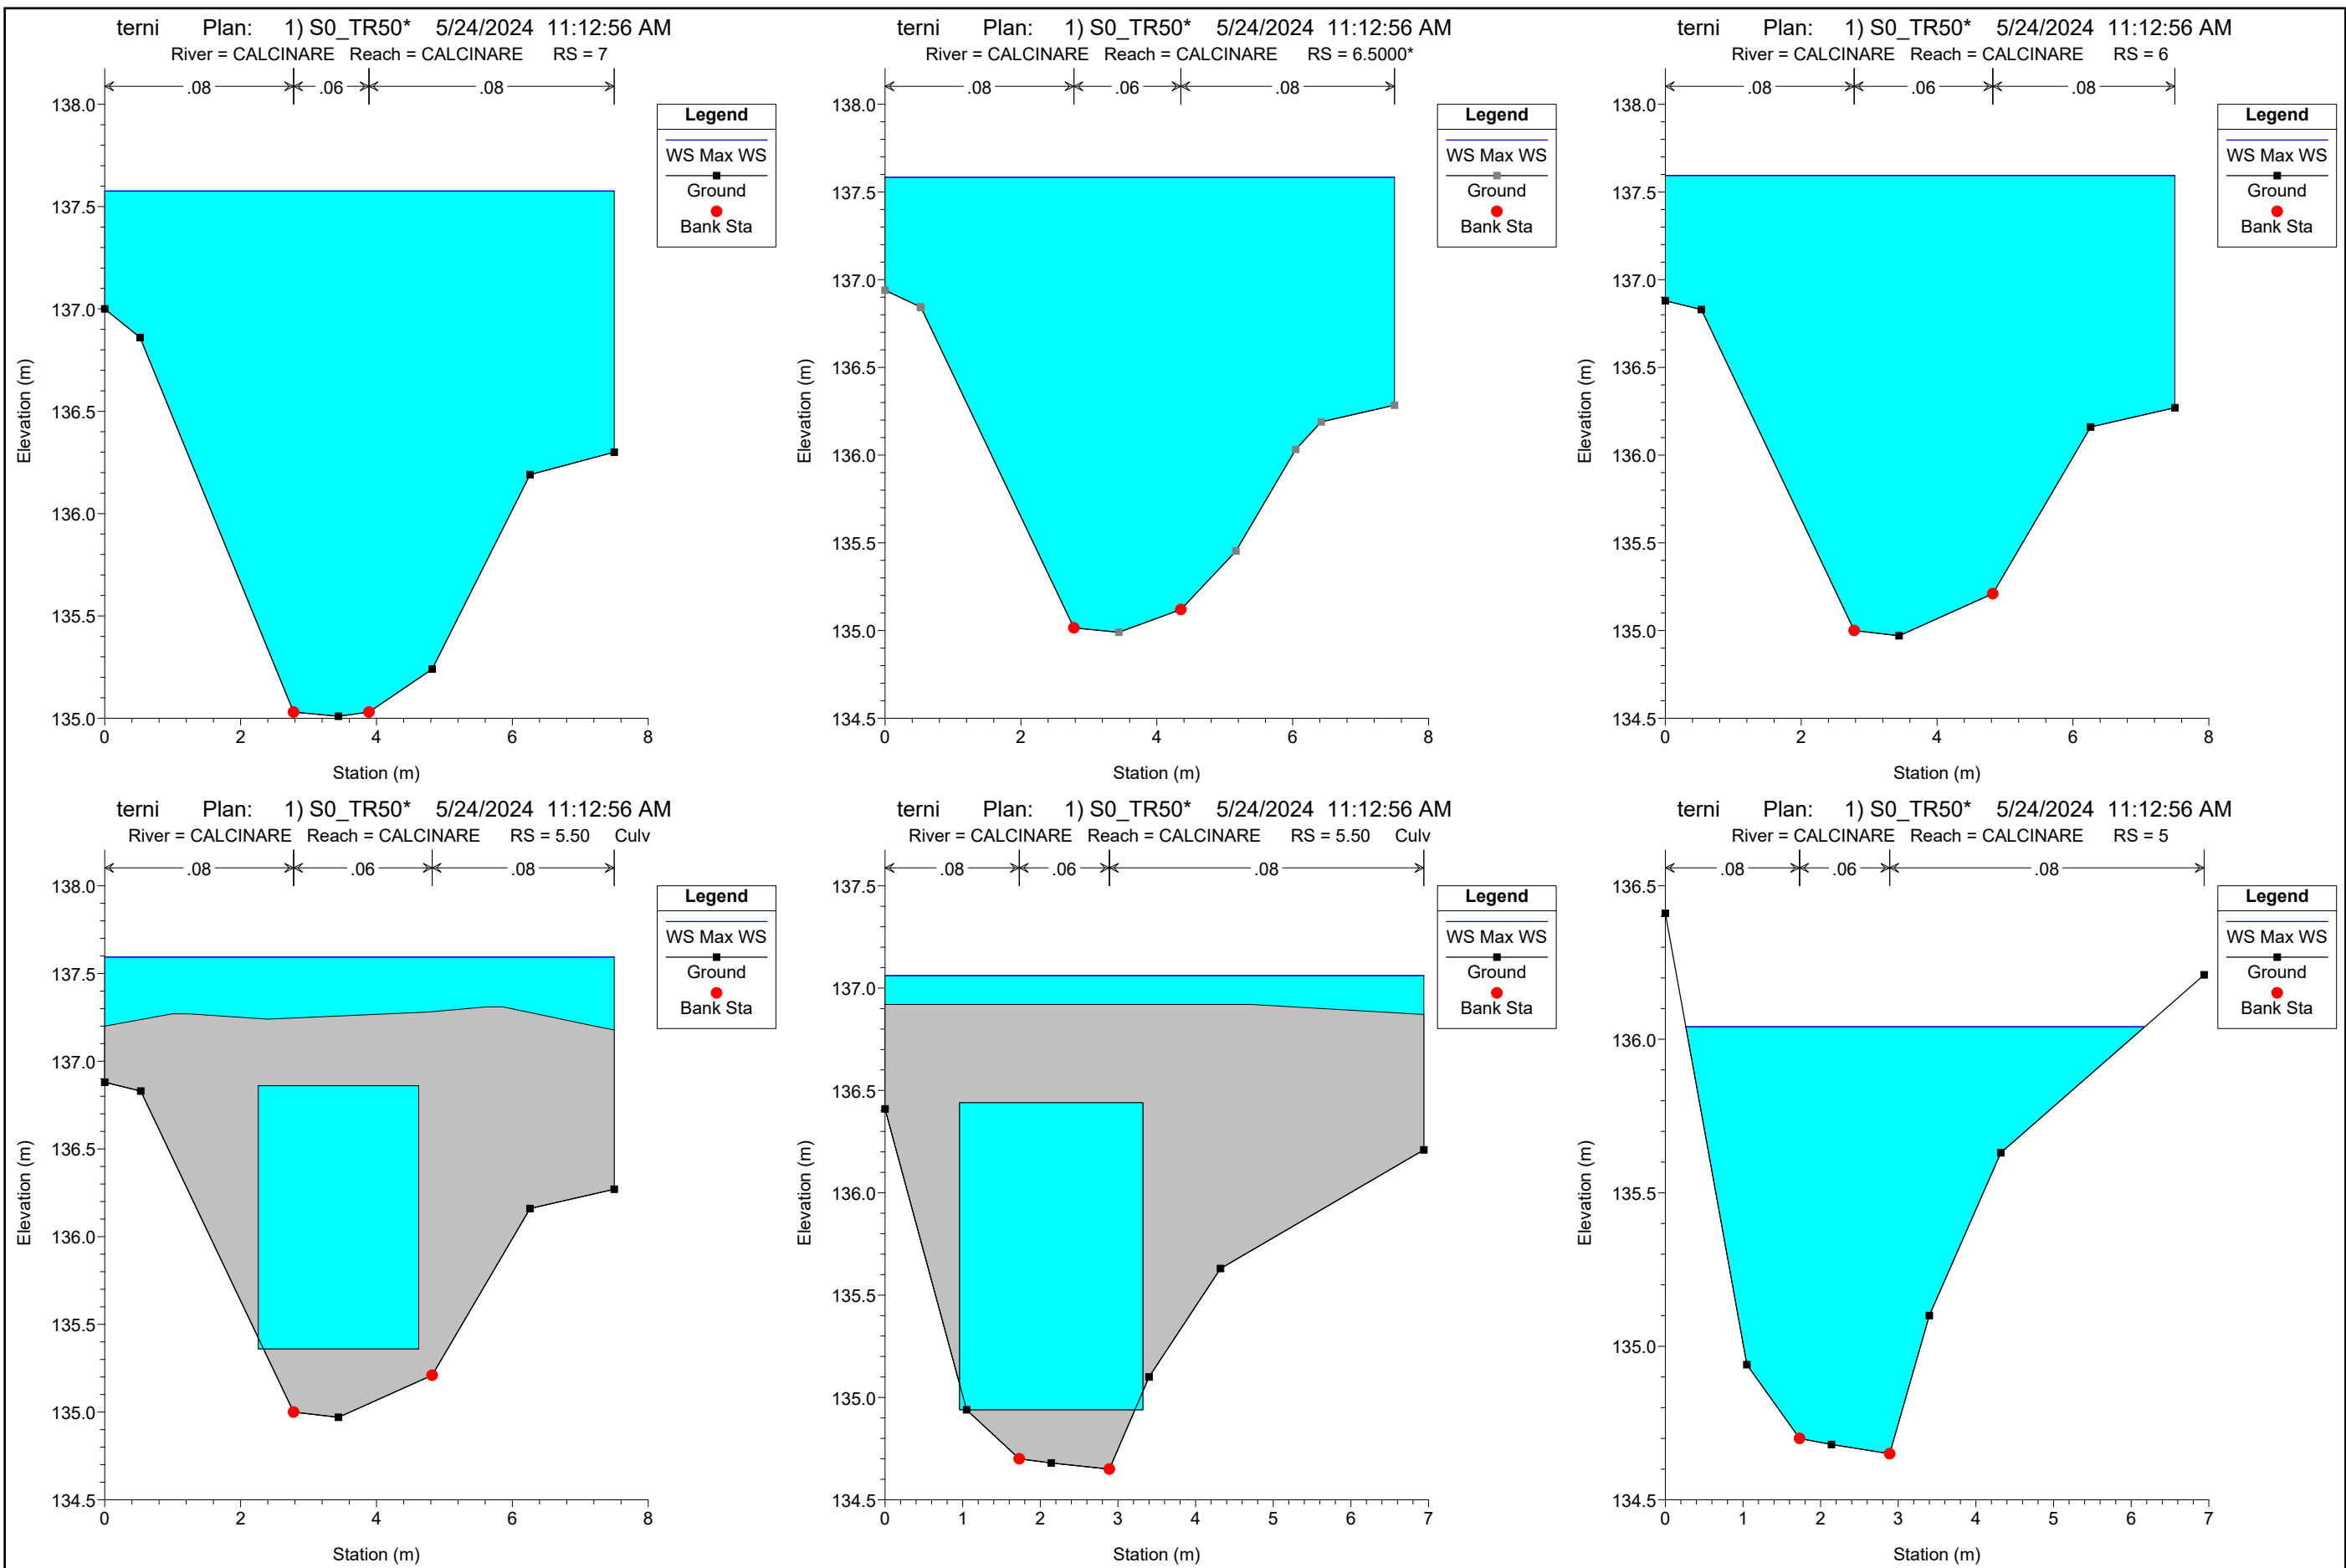 terni Plan: 1) S0_TR50* 5/24/2024 11:12:56 AM
River = CALCINARE Reach = CALCINARE RS = 7
.08 .06 .08
138.0
137.5
137.0
136.5
136.0
135.5
135.0
Elevation (m)
0 2 4 6 8
Station (m)
Legend
WS Max WS
Ground
Bank Sta
terni Plan: 1) S0_TR50* 5/24/2024 11:12:56 AM
River = CALCINARE Reach = CALCINARE RS = 6.5000*
.08 .06 .08
138.0
137.5
137.0
136.5
136.0
135.5
135.0
134.5
Elevation (m)
0 2 4 6 8
Station (m)
Legend
WS Max WS
Ground
Bank Sta
terni Plan: 1) S0_TR50* 5/24/2024 11:12:56 AM
River = CALCINARE Reach = CALCINARE RS = 6
.08 .06 .08
138.0
137.5
137.0
136.5
136.0
135.5
135.0
134.5
Elevation (m)
0 2 4 6 8
Station (m)
Legend
WS Max WS
Ground
Bank Sta
terni Plan: 1) S0_TR50* 5/24/2024 11:12:56 AM
River = CALCINARE Reach = CALCINARE RS = 5.50 Culv
.08 .06 .08
138.0
137.5
137.0
136.5
136.0
135.5
135.0
134.5
Elevation (m)
0 2 4 6 8
Station (m)
Legend
WS Max WS
Ground
Bank Sta
terni Plan: 1) S0_TR50* 5/24/2024 11:12:56 AM
River = CALCINARE Reach = CALCINARE RS = 5.50 Culv
.08 .06 .08
137.5
137.0
136.5
136.0
135.5
135.0
134.5
Elevation (m)
0 1 2 3 4 5 6 7
Station (m)
Legend
WS Max WS
Ground
Bank Sta
terni Plan: 1) S0_TR50* 5/24/2024 11:12:56 AM
River = CALCINARE Reach = CALCINARE RS = 5
.08 .06 .08
136.5
136.0
135.5
135.0
134.5
Elevation (m)
0 1 2 3 4 5 6 7
Station (m)
Legend
WS Max WS
Ground
Bank Sta